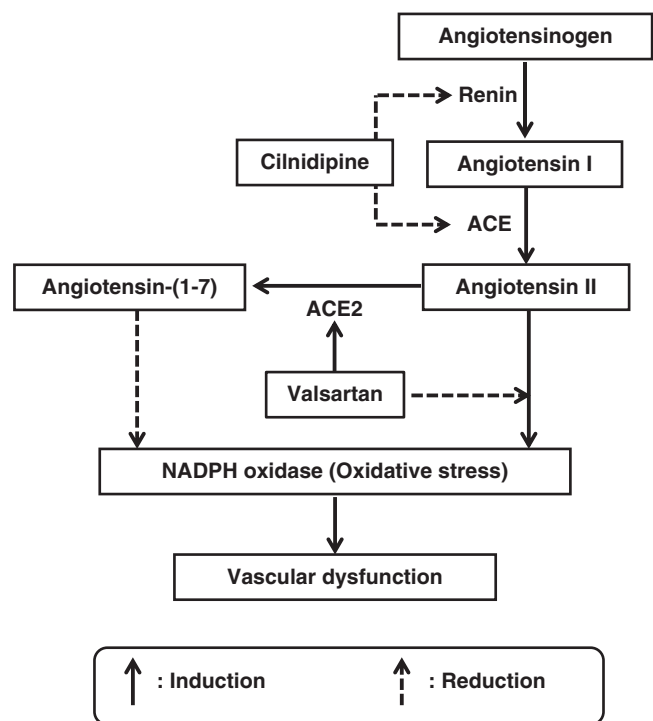 Angiotensinogen
Renin
Cilnidipine
Angiotensin I
ACE
Angiotensin-(1-7)
Angiotensin II
ACE2
Valsartan
NADPH oxidase (Oxidative stress)
Vascular dysfunction
: Induction
: Reduction